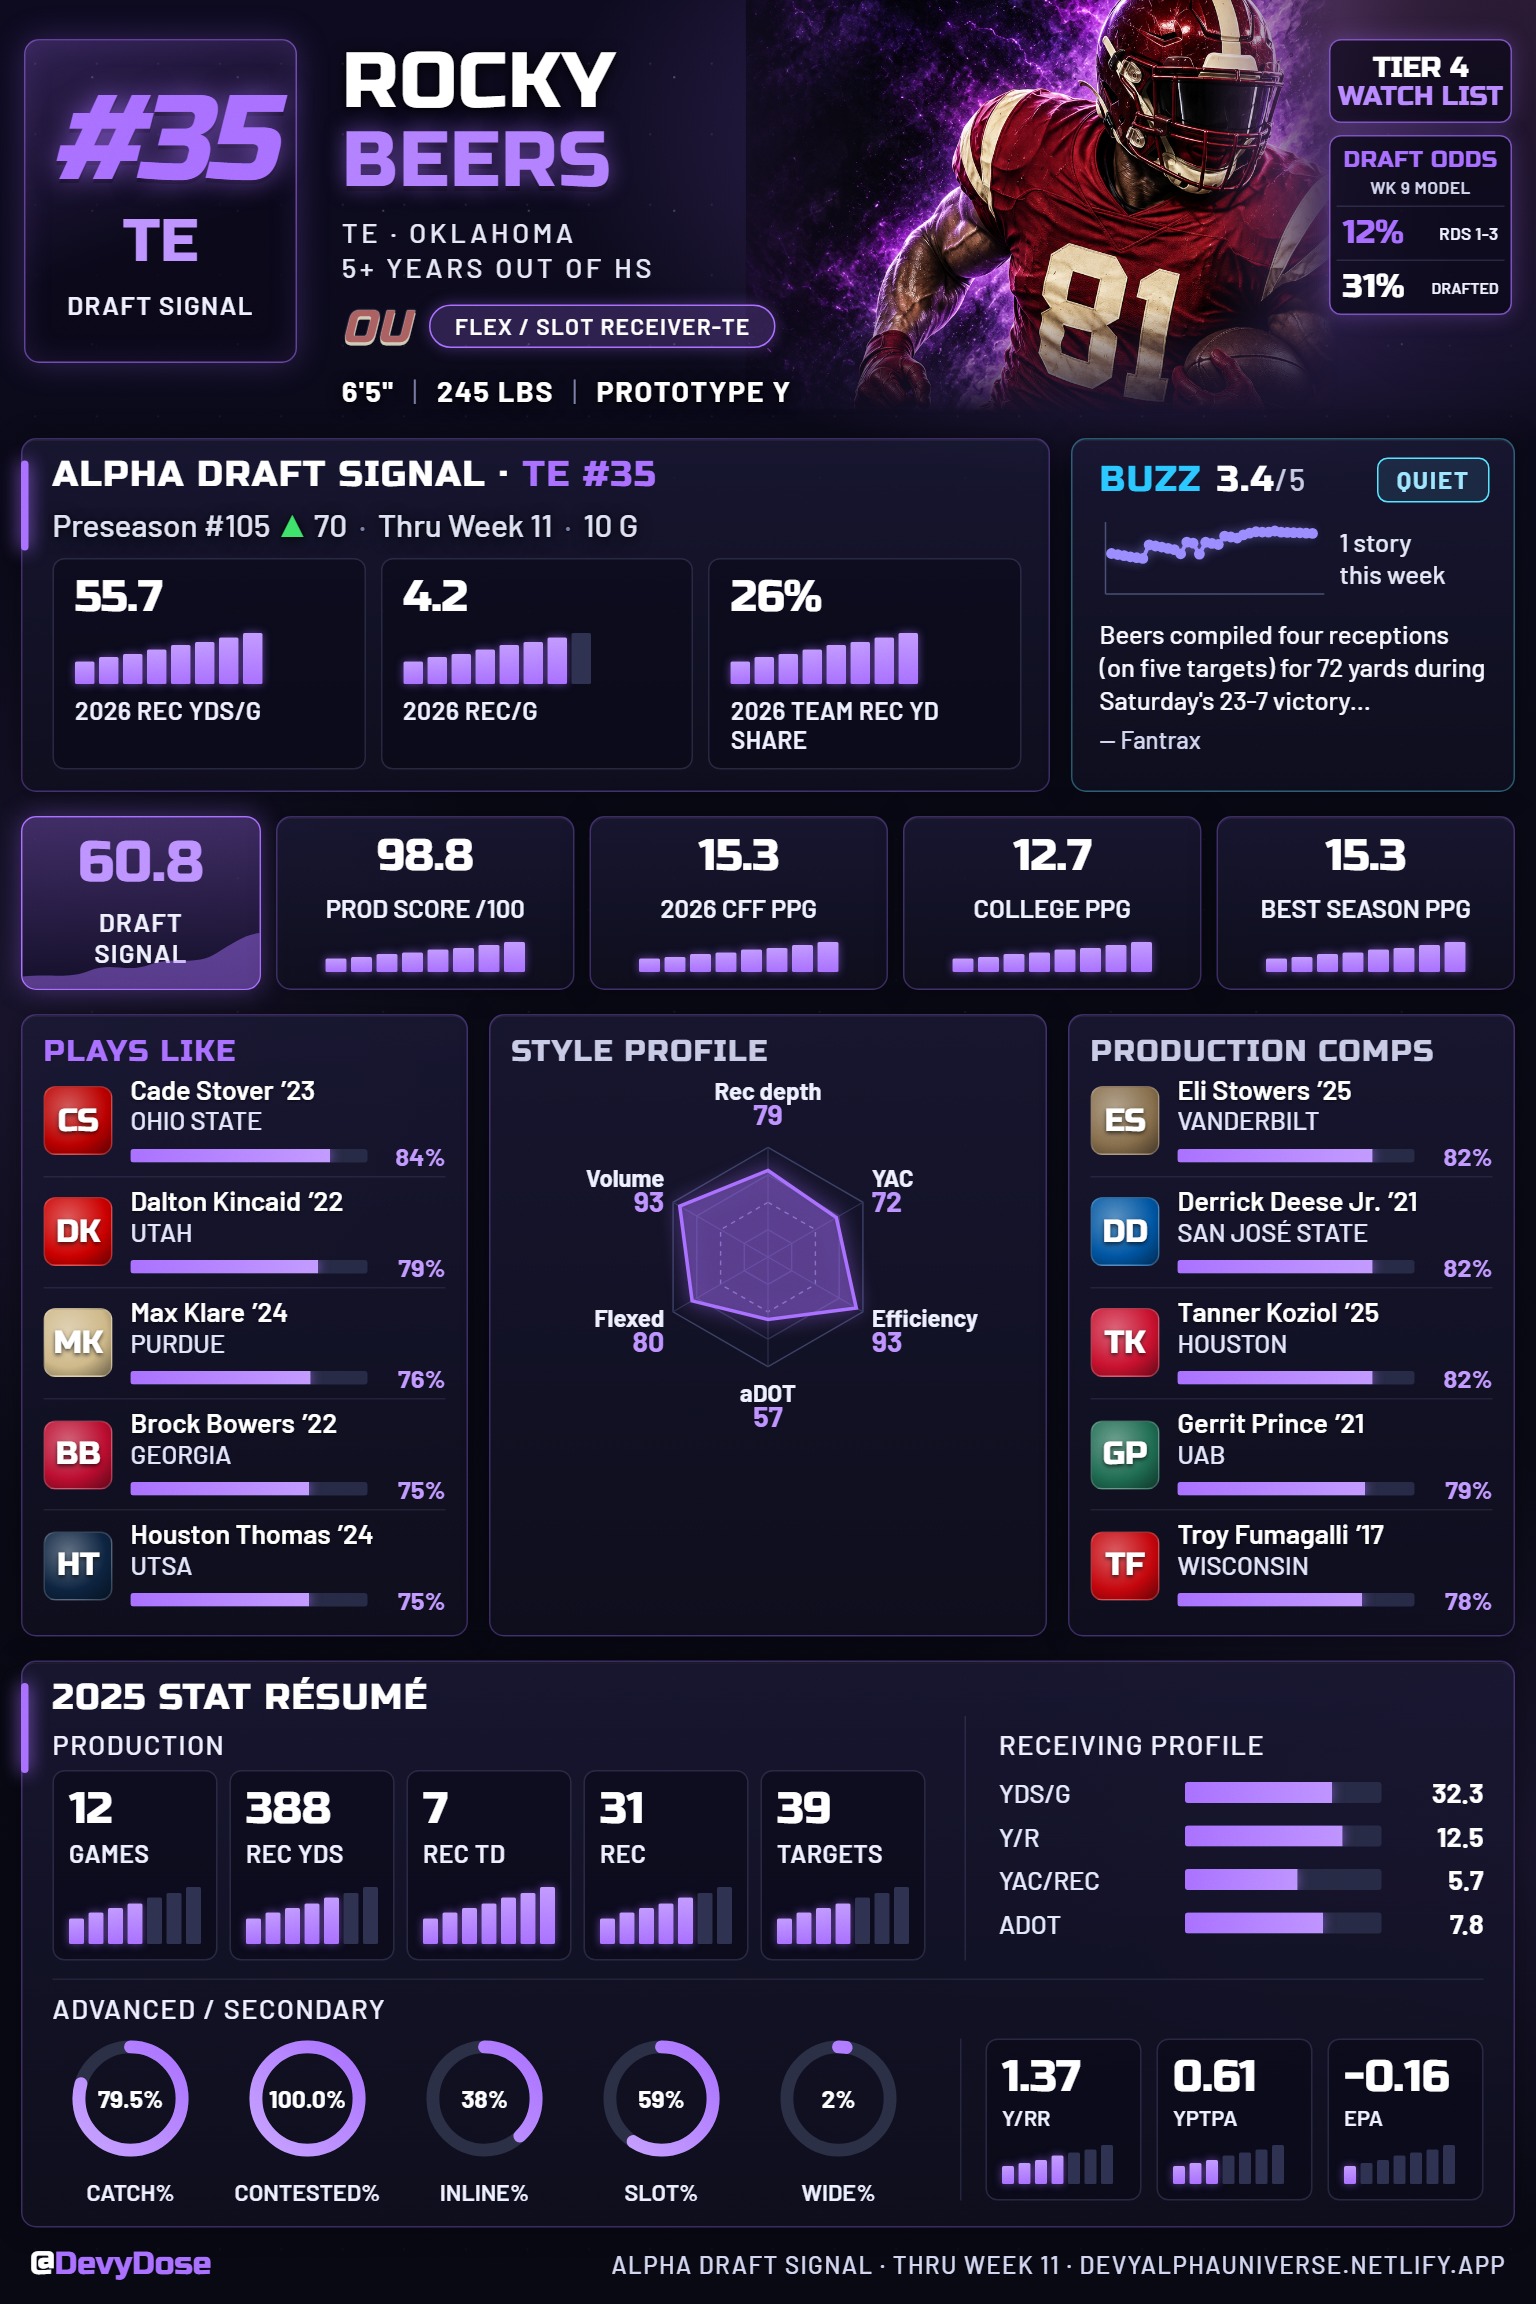 #35
TE
DRAFT SIGNAL
ROCKY
BEERS
TE · OKLAHOMA
5+ YEARS OUT OF HS
OU
FLEX / SLOT RECEIVER-TE
6'5" | 245 LBS | PROTOTYPE Y
81
TIER 4
WATCH LIST
DRAFT ODDS
WK 9 MODEL
12% RDS 1-3
31% DRAFTED
ALPHA DRAFT SIGNAL · TE #35
Preseason #105 ▲ 70 · Thru Week 11 · 10 G
55.7
2026 REC YDS/G
4.2
2026 REC/G
26%
2026 TEAM REC YD
SHARE
BUZZ 3.4/5
QUIET
1 story
this week
Beers compiled four receptions
(on five targets) for 72 yards during
Saturday's 23-7 victory...
— Fantrax
60.8
DRAFT
SIGNAL
98.8
PROD SCORE /100
15.3
2026 CFF PPG
12.7
COLLEGE PPG
15.3
BEST SEASON PPG
PLAYS LIKE
CS
Cade Stover ’23
OHIO STATE
84%
DK
Dalton Kincaid ’22
UTAH
79%
MK
Max Klare ’24
PURDUE
76%
BB
Brock Bowers ’22
GEORGIA
75%
HT
Houston Thomas ’24
UTSA
75%
STYLE PROFILE
Rec depth
79
Volume
93
YAC
72
Flexed
80
Efficiency
93
aDOT
57
PRODUCTION COMPS
ES
Eli Stowers ’25
VANDERBILT
82%
DD
Derrick Deese Jr. ’21
SAN JOSÉ STATE
82%
TK
Tanner Koziol ’25
HOUSTON
82%
GP
Gerrit Prince ’21
UAB
79%
TF
Troy Fumagalli ’17
WISCONSIN
78%
2025 STAT RÉSUMÉ
PRODUCTION
12
GAMES
388
REC YDS
7
REC TD
31
REC
39
TARGETS
RECEIVING PROFILE
YDS/G 32.3
Y/R 12.5
YAC/REC 5.7
ADOT 7.8
ADVANCED / SECONDARY
79.5%
CATCH%
100.0%
CONTESTED%
38%
INLINE%
59%
SLOT%
2%
WIDE%
1.37
Y/RR
0.61
YPTPA
-0.16
EPA
@DevyDose
ALPHA DRAFT SIGNAL · THRU WEEK 11 · DEVYALPHAUNIVERSE.NETLIFY.APP